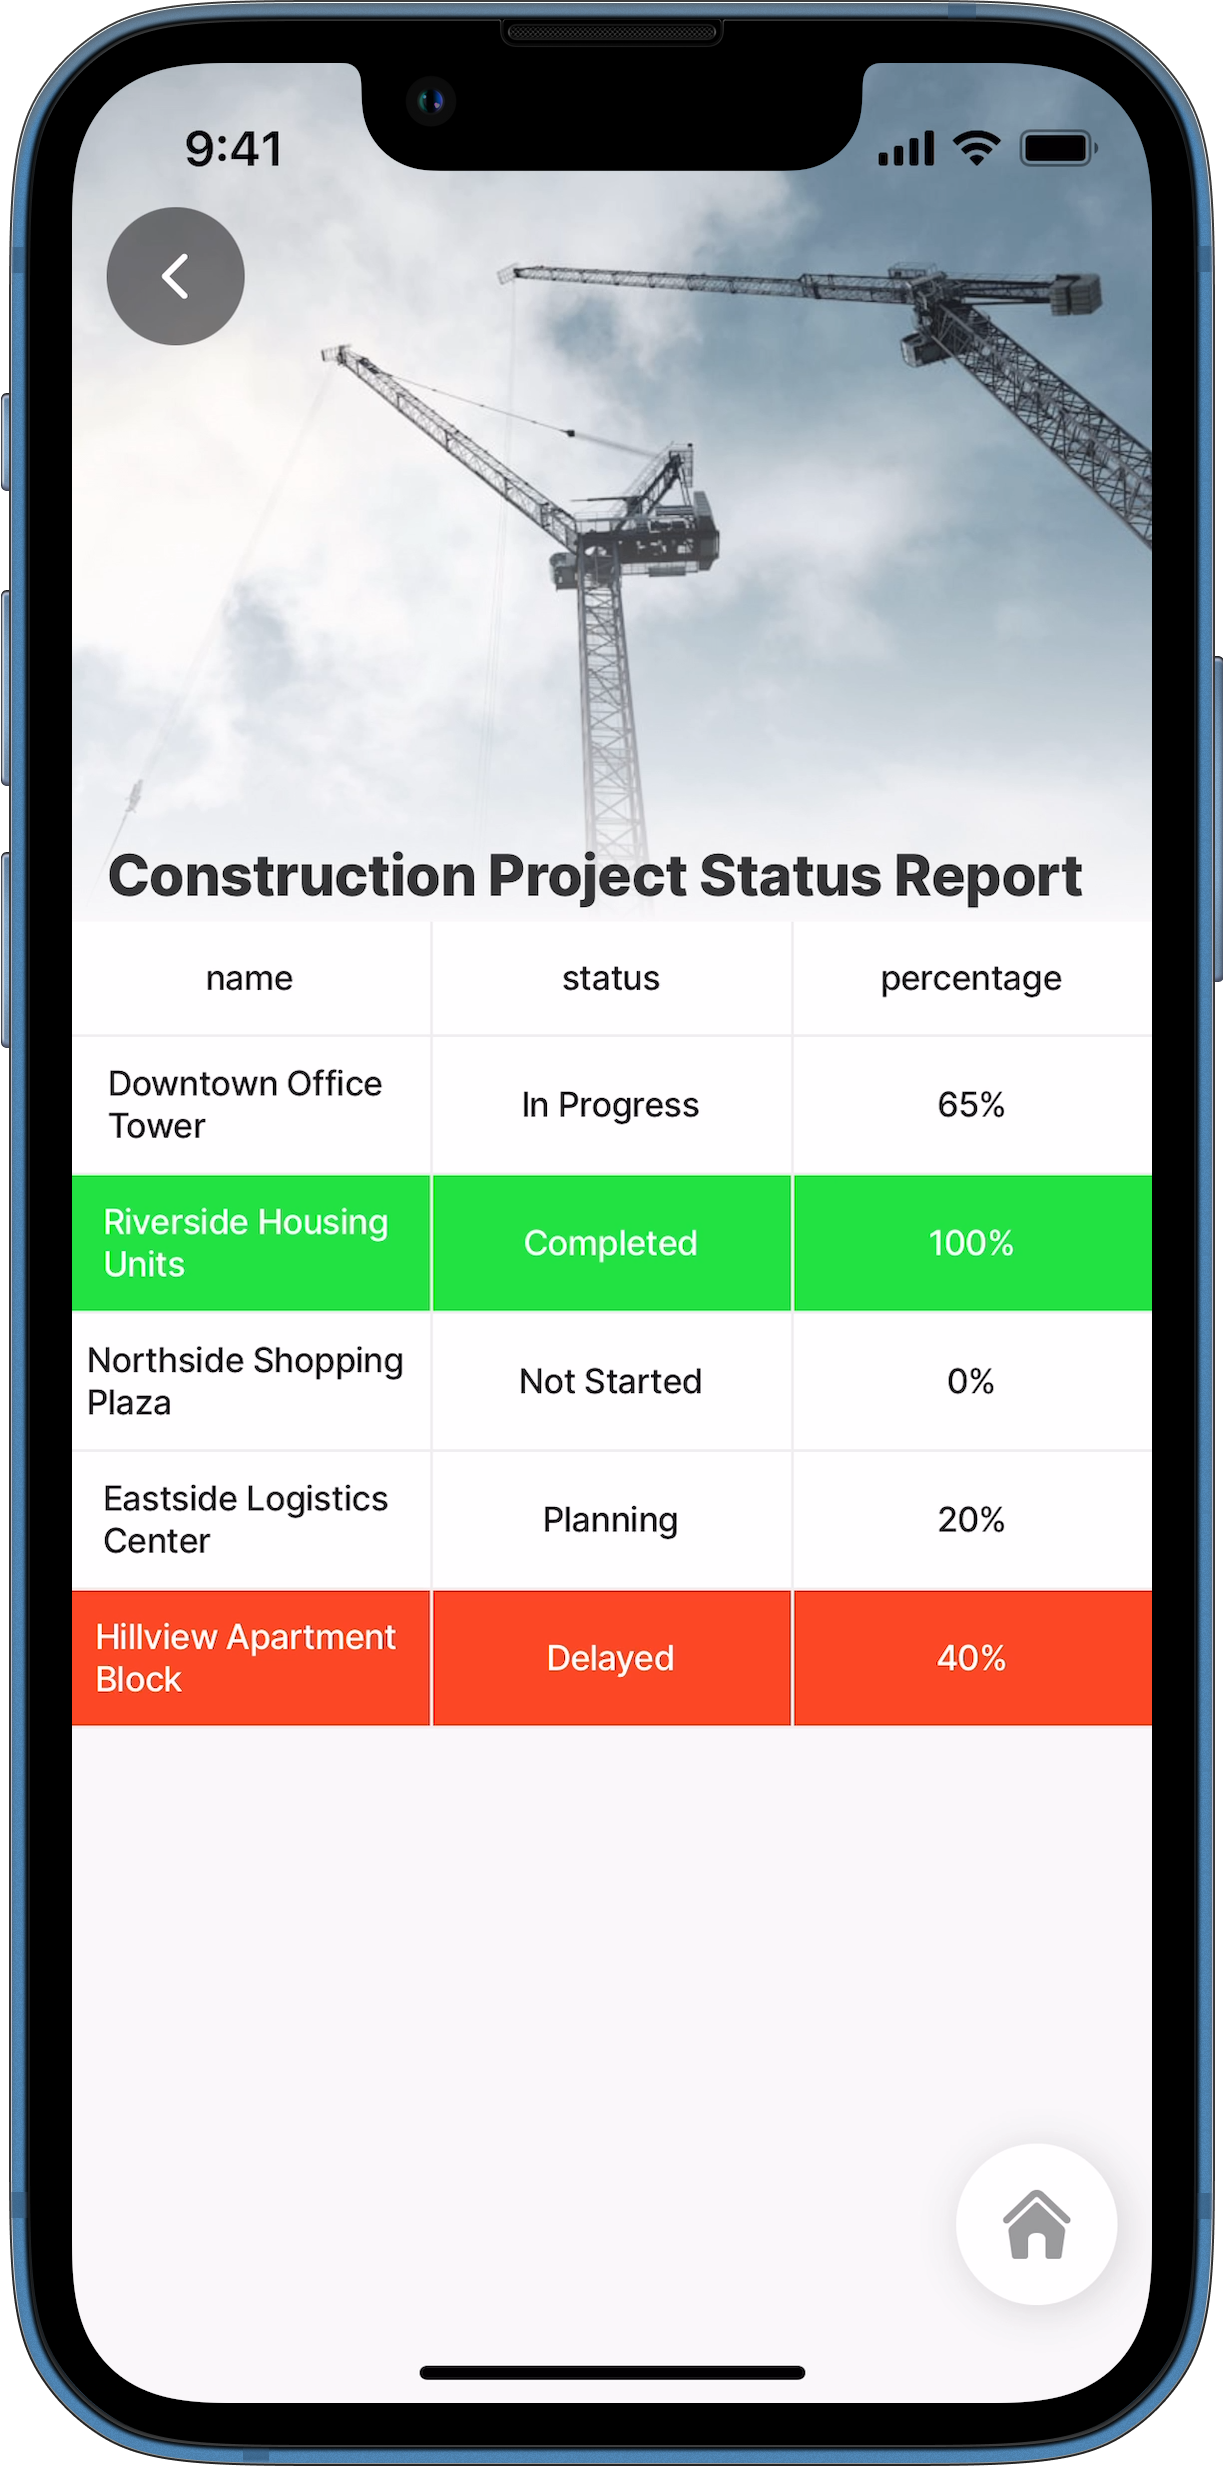 9:41
Construction Project Status Report
name status percentage
Downtown Office
Tower
In Progress 65%
Riverside Housing
Units
Completed 100%
Northside Shopping
Plaza
Not Started 0%
Eastside Logistics
Center
Planning 20%
Hillview Apartment
Block
Delayed 40%